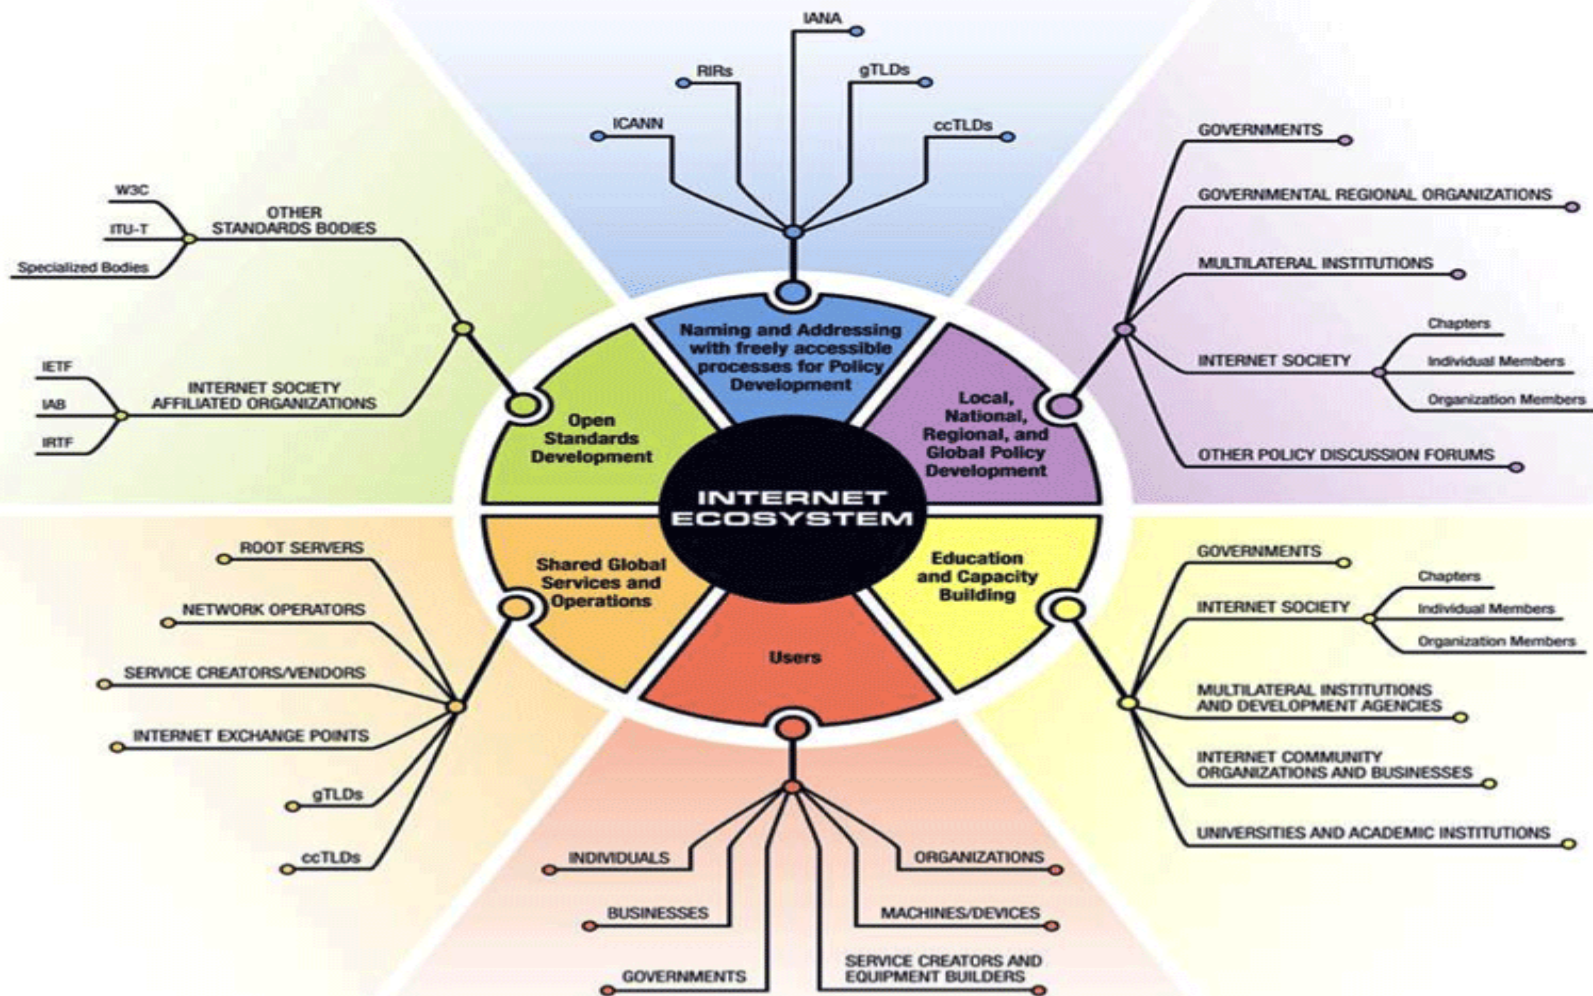 IANA
RIRs
gTLDs
ICANN
ccTLDs
Naming and Addressing
with freely accessible
processes for Policy
Development
GOVERNMENTS
GOVERNMENTAL REGIONAL ORGANIZATIONS
MULTILATERAL INSTITUTIONS
INTERNET SOCIETY
Chapters
Individual Members
Organization Members
OTHER POLICY DISCUSSION FORUMS
Local,
National,
Regional, and
Global Policy
Development
W3C
ITU-T
Specialized Bodies
OTHER
STANDARDS BODIES
IETF
IAB
IRTF
INTERNET SOCIETY
AFFILIATED ORGANIZATIONS
Open
Standards
Development
INTERNET
ECOSYSTEM
Shared Global
Services and
Operations
ROOT SERVERS
NETWORK OPERATORS
SERVICE CREATORS/VENDORS
INTERNET EXCHANGE POINTS
gTLDs
ccTLDs
Users
INDIVIDUALS
BUSINESSES
GOVERNMENTS
ORGANIZATIONS
MACHINES/DEVICES
SERVICE CREATORS AND
EQUIPMENT BUILDERS
Education
and Capacity
Building
GOVERNMENTS
INTERNET SOCIETY
Chapters
Individual Members
Organization Members
MULTILATERAL INSTITUTIONS
AND DEVELOPMENT AGENCIES
INTERNET COMMUNITY
ORGANIZATIONS AND BUSINESSES
UNIVERSITIES AND ACADEMIC INSTITUTIONS